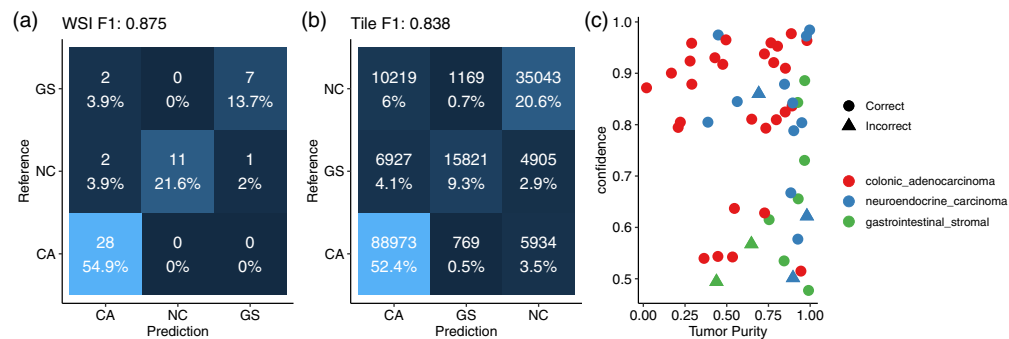 (a) WSI F1: 0.875
GS
2 0 7
3.9% 0% 13.7%
NC
2 11 1
3.9% 21.6% 2%
CA
28 0 0
54.9% 0% 0%
CA NC GS
Prediction
Reference
(b) Tile F1: 0.838
NC
10219 1169 35043
6% 0.7% 20.6%
GS
6927 15821 4905
4.1% 9.3% 2.9%
CA
88973 769 5934
52.4% 0.5% 3.5%
CA GS NC
Prediction
Reference
(c)
1.0
0.9
0.8
0.7
0.6
0.5
confidence
0.00 0.25 0.50 0.75 1.00
Tumor Purity
Correct
Incorrect
colonic_adenocarcinoma
neuroendocrine_carcinoma
gastrointestinal_stromal